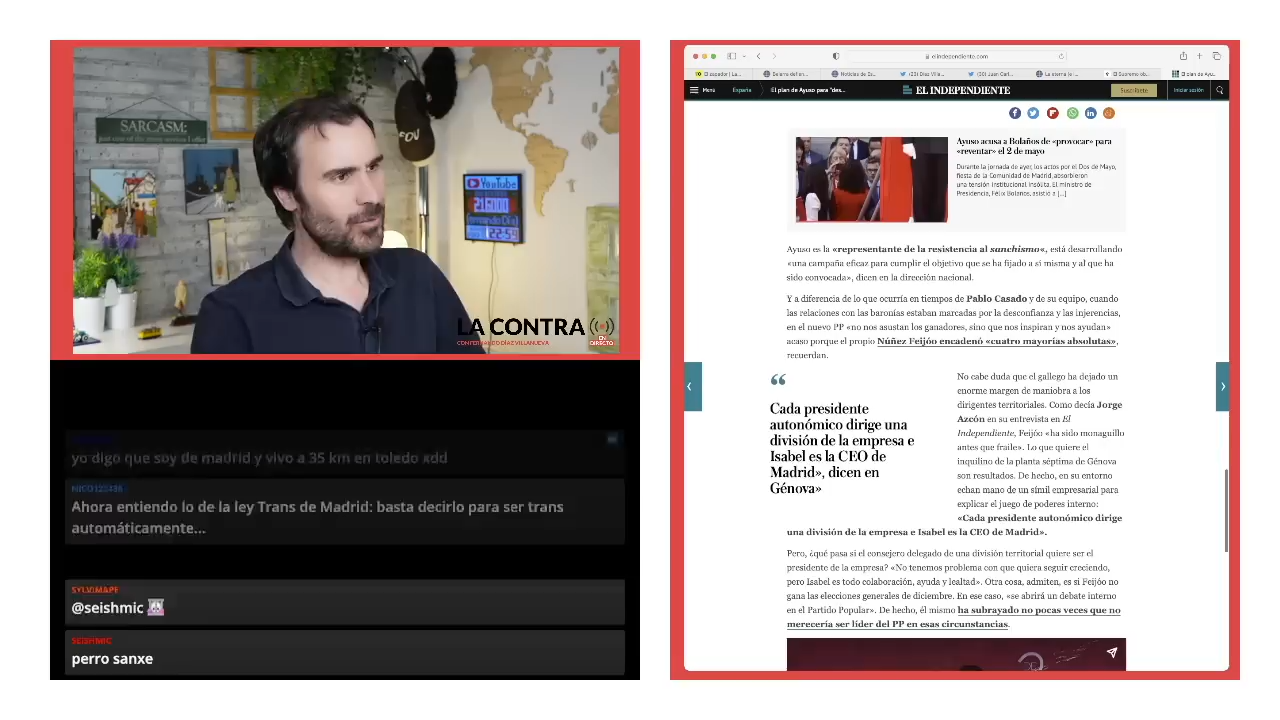 SARCASM:
FDV
YouTube
216000
LA CONTRA
EN
DIRECTO
CON FERNANDO DÍAZ VILLANUEVA
yo digo que soy de madrid y vivo a 35 km en toledo xdd
Ahora entiendo lo de la ley Trans de Madrid: basta decirlo para ser trans
automáticamente...
SYLVIMAPE
@seishmic
SEISHMIC
perro sanxe
elindependiente.com
Menú
España
El plan de Ayuso para "des...
EL INDEPENDIENTE
Suscríbete
Iniciar sesión
Ayuso acusa a Bolaños de «provocar» para
«reventar» el 2 de mayo
Durante la jornada de ayer, los actos por el Dos de Mayo,
fiesta de la Comunidad de Madrid, absorbieron
una tensión institucional insólita. El ministro de
Presidencia, Félix Bolaños, asistió a [...]
Ayuso es la «representante de la resistencia al sanchismo«, está desarrollando
«una campaña eficaz para cumplir el objetivo que se ha fijado a sí misma y al que ha
sido convocada», dicen en la dirección nacional.
Y a diferencia de lo que ocurría en tiempos de Pablo Casado y de su equipo, cuando
las relaciones con las baronías estaban marcadas por la desconfianza y las injerencias,
en el nuevo PP «no nos asustan los ganadores, sino que nos inspiran y nos ayudan»
acaso porque el propio Núñez Feijóo encadenó «cuatro mayorías absolutas»,
recuerdan.
“
Cada presidente
autonómico dirige una
división de la empresa e
Isabel es la CEO de
Madrid», dicen en
Génova»
No cabe duda que el gallego ha dejado un
enorme margen de maniobra a los
dirigentes territoriales. Como decía Jorge
Azcón en su entrevista en El
Independiente, Feijóo «ha sido monaguillo
antes que fraile». Lo que quiere el
inquilino de la planta séptima de Génova
son resultados. De hecho, en su entorno
echan mano de un símil empresarial para
explicar el juego de poderes interno:
«Cada presidente autonómico dirige
una división de la empresa e Isabel es la CEO de Madrid».
Pero, ¿qué pasa si el consejero delegado de una división territorial quiere ser el
presidente de la empresa? «No tenemos problema con que quiera seguir creciendo,
pero Isabel es todo colaboración, ayuda y lealtad». Otra cosa, admiten, es si Feijóo no
gana las elecciones generales de diciembre. En ese caso, «se abrirá un debate interno
en el Partido Popular». De hecho, él mismo ha subrayado no pocas veces que no
merecería ser líder del PP en esas circunstancias.